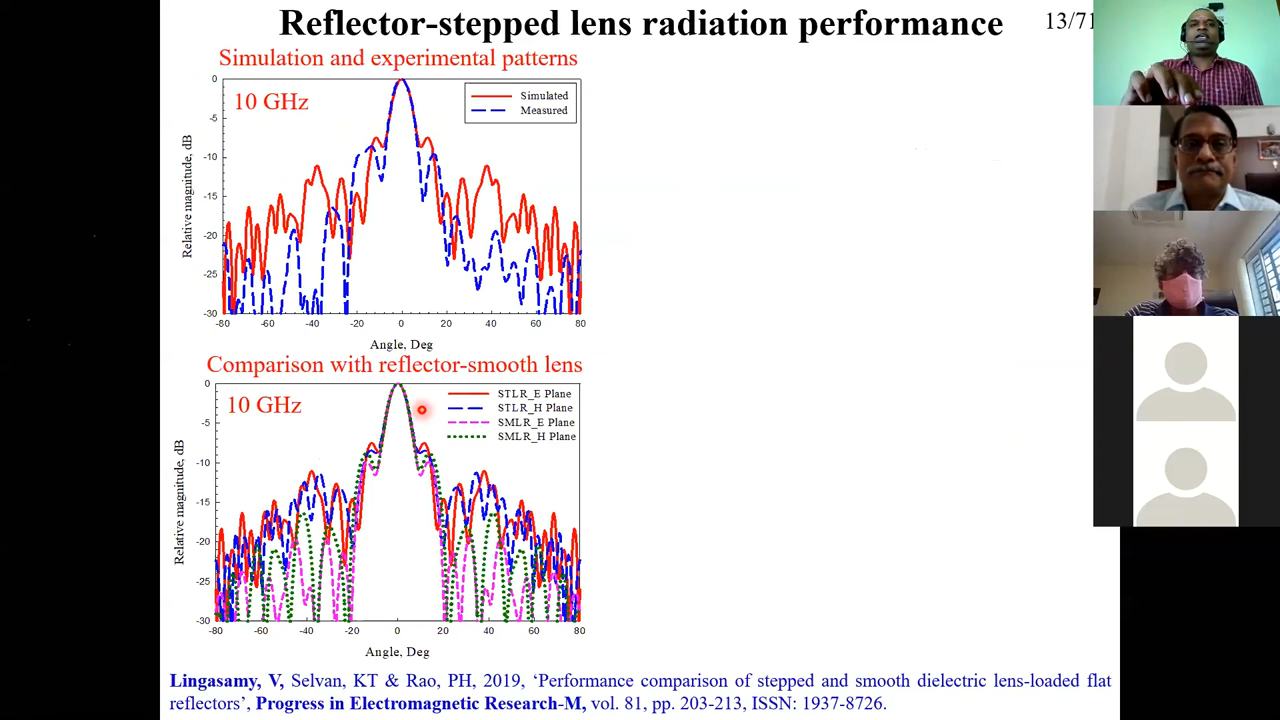 Reflector-stepped lens radiation performance
13/71
Simulation and experimental patterns
10 GHz
Simulated
Measured
0
-5
-10
-15
-20
-25
-30
Relative magnitude, dB
-80 -60 -40 -20 0 20 40 60 80
Angle, Deg
Comparison with reflector-smooth lens
10 GHz
STLR_E Plane
STLR_H Plane
SMLR_E Plane
SMLR_H Plane
0
-5
-10
-15
-20
-25
-30
Relative magnitude, dB
-80 -60 -40 -20 0 20 40 60 80
Angle, Deg
Lingasamy, V, Selvan, KT & Rao, PH, 2019, ‘Performance comparison of stepped and smooth dielectric lens-loaded flat
reflectors’, Progress in Electromagnetic Research-M, vol. 81, pp. 203-213, ISSN: 1937-8726.